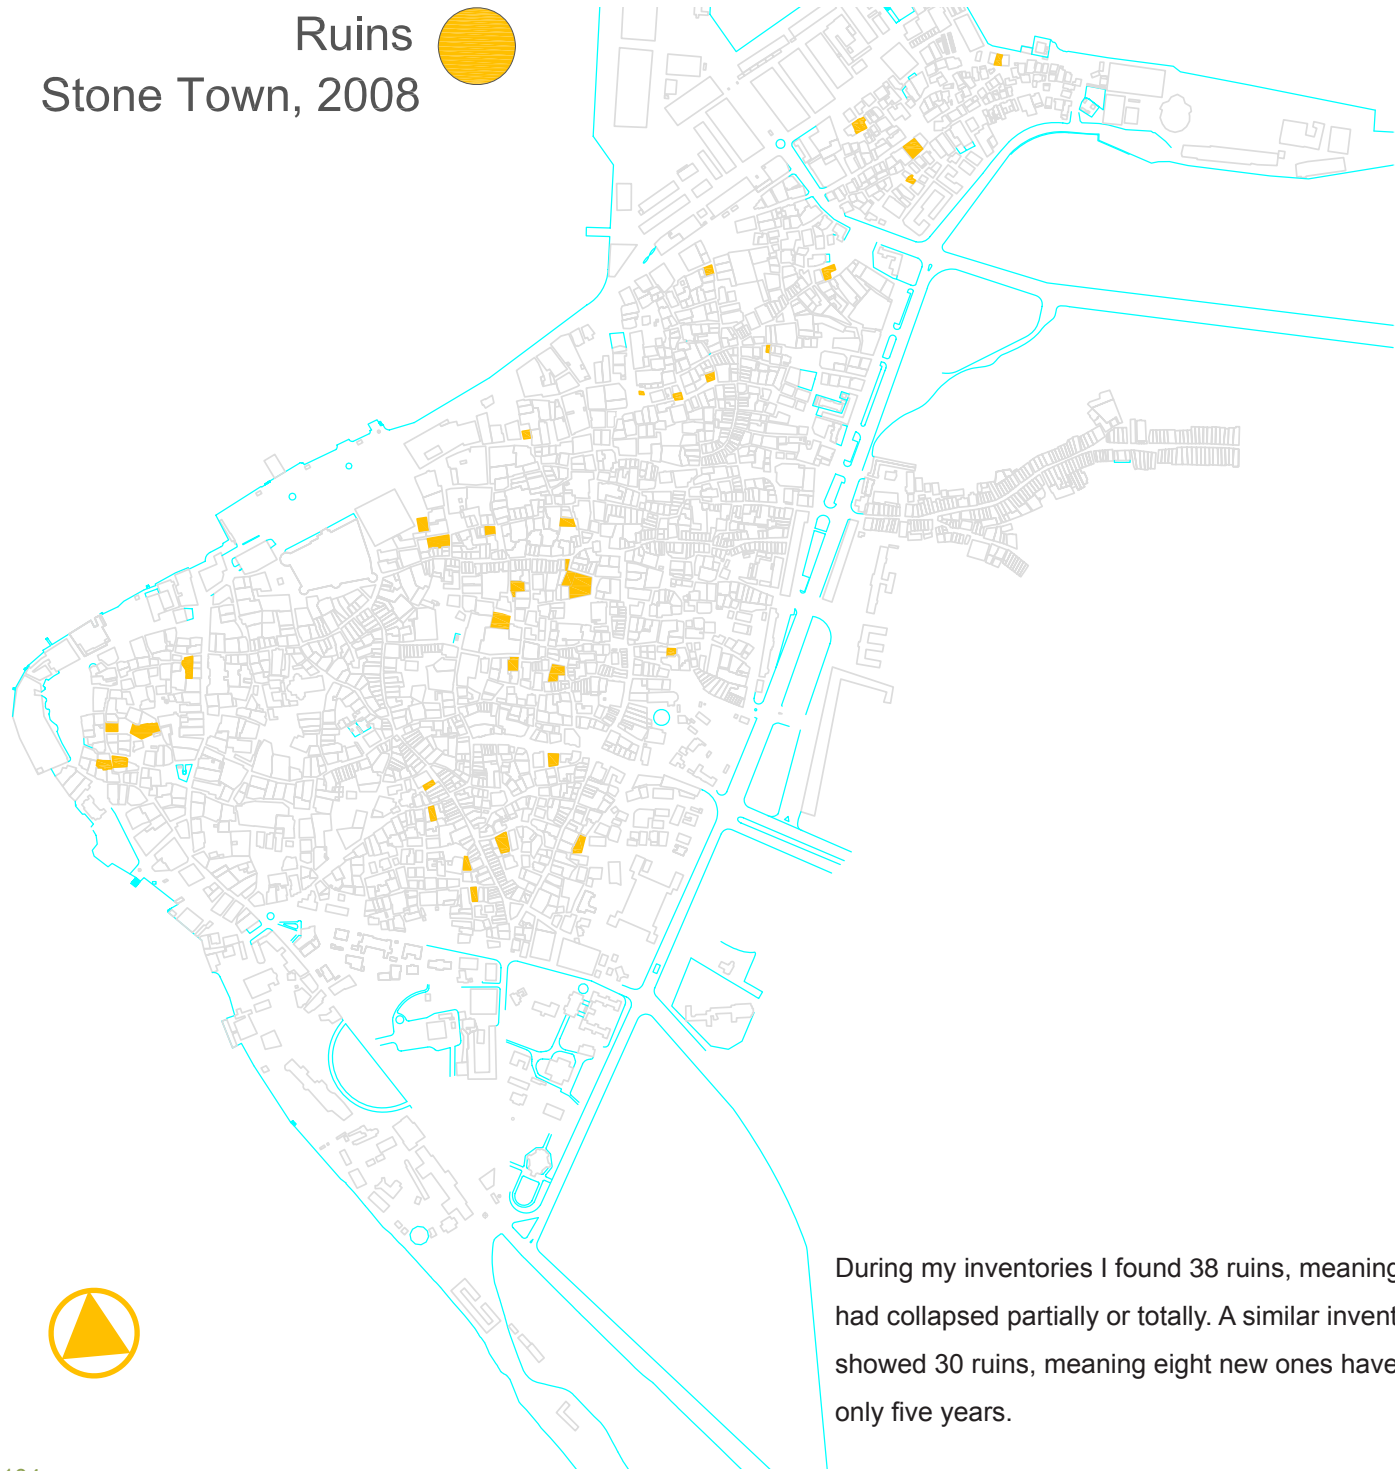 Ruins
Stone Town, 2008
During my inventories I found 38 ruins, meaning
had collapsed partially or totally. A similar invent
showed 30 ruins, meaning eight new ones have
only five years.